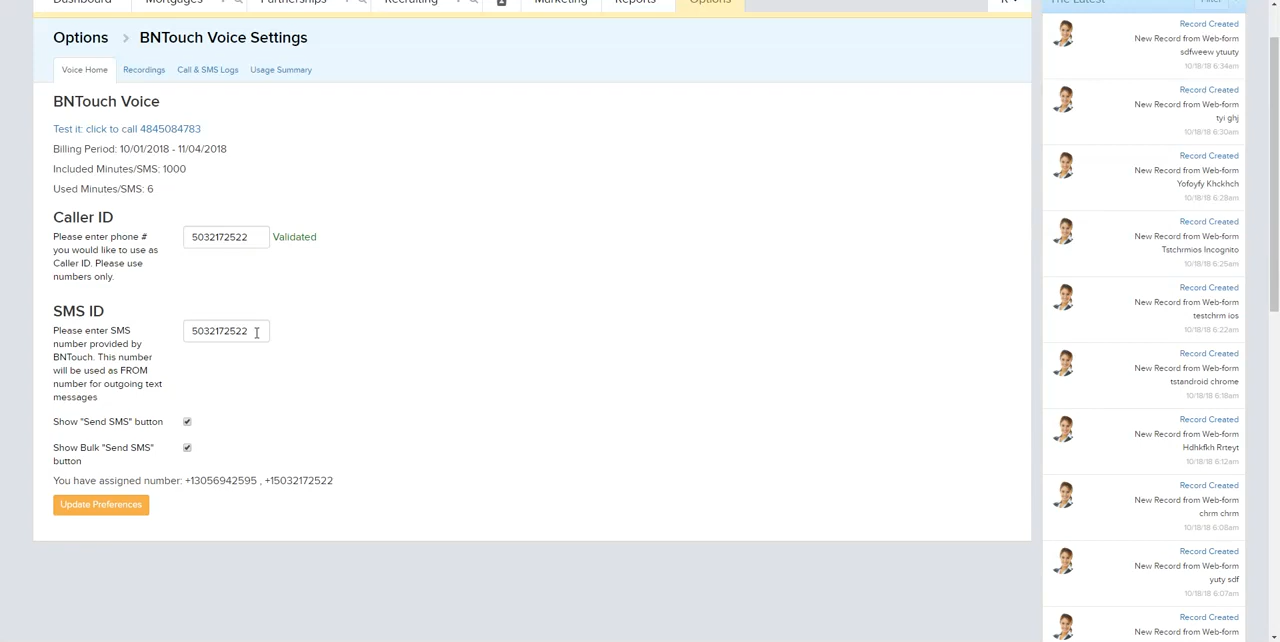 Dashboard Mortgages Partnerships Recruiting Marketing Reports Options
Options > BNTouch Voice Settings
Voice Home Recordings Call & SMS Logs Usage Summary
BNTouch Voice
Test it: click to call 4845084783
Billing Period: 10/01/2018 - 11/04/2018
Included Minutes/SMS: 1000
Used Minutes/SMS: 6
Caller ID
Please enter phone #
you would like to use as
Caller ID. Please use
numbers only.
5032172522 Validated
SMS ID
Please enter SMS
number provided by
BNTouch. This number
will be used as FROM
number for outgoing text
messages
5032172522
Show "Send SMS" button
Show Bulk "Send SMS"
button
You have assigned number: +13056942595 , +15032172522
Update Preferences
The Latest Filter
Record Created
New Record from Web-form
sdfweew ytuuty
10/18/18 6:34am
Record Created
New Record from Web-form
tyi ghj
10/18/18 6:30am
Record Created
New Record from Web-form
Yofoyfy Khckhch
10/18/18 6:28am
Record Created
New Record from Web-form
Tstchrmios Incognito
10/18/18 6:25am
Record Created
New Record from Web-form
testchrm ios
10/18/18 6:22am
Record Created
New Record from Web-form
tstandroid chrome
10/18/18 6:18am
Record Created
New Record from Web-form
Hdhkfkh Rrteyt
10/18/18 6:12am
Record Created
New Record from Web-form
chrm chrm
10/18/18 6:08am
Record Created
New Record from Web-form
yuty sdf
10/18/18 6:07am
Record Created
New Record from Web-form